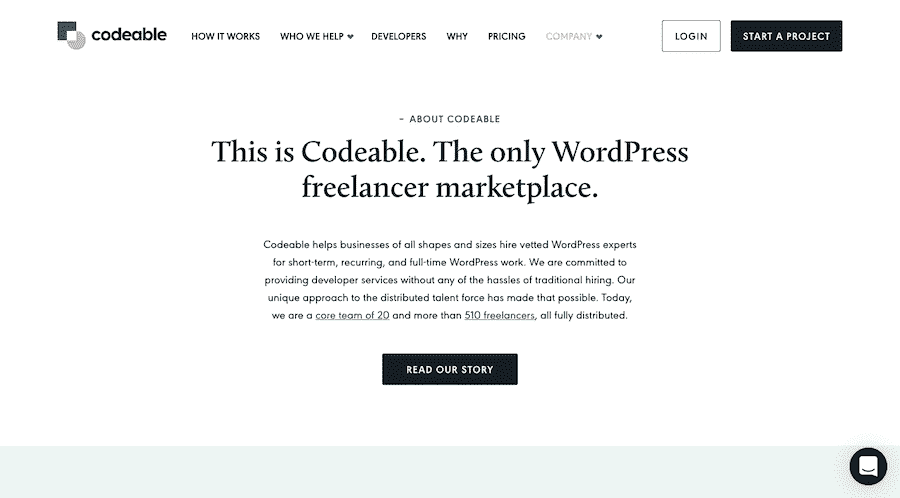 codeable
HOW IT WORKS
WHO WE HELP
DEVELOPERS
WHY
PRICING
COMPANY
LOGIN
START A PROJECT
– ABOUT CODEABLE
This is Codeable. The only WordPress
freelancer marketplace.
Codeable helps businesses of all shapes and sizes hire vetted WordPress experts
for short-term, recurring, and full-time WordPress work. We are committed to
providing developer services without any of the hassles of traditional hiring. Our
unique approach to the distributed talent force has made that possible. Today,
we are a core team of 20 and more than 510 freelancers, all fully distributed.
READ OUR STORY